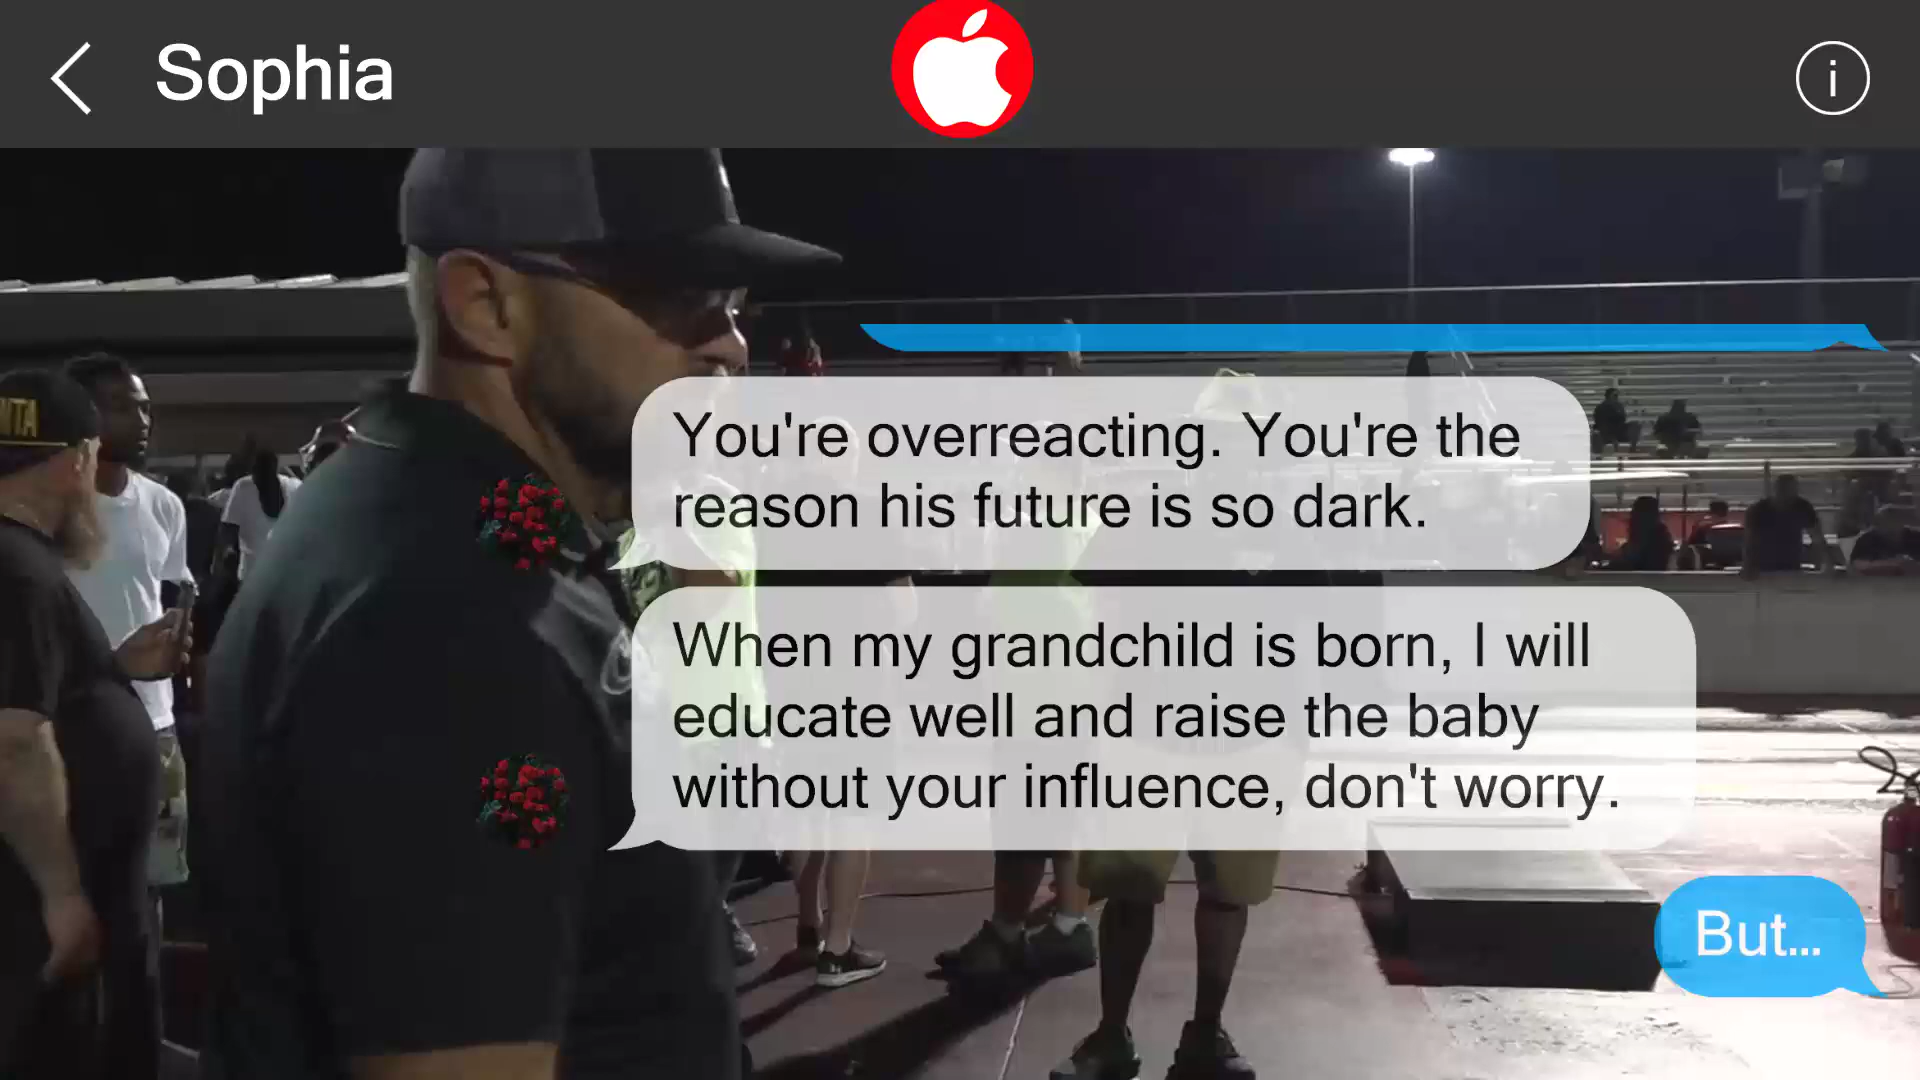 Sophia
You're overreacting. You're the
reason his future is so dark.
When my grandchild is born, I will
educate well and raise the baby
without your influence, don't worry.
But...